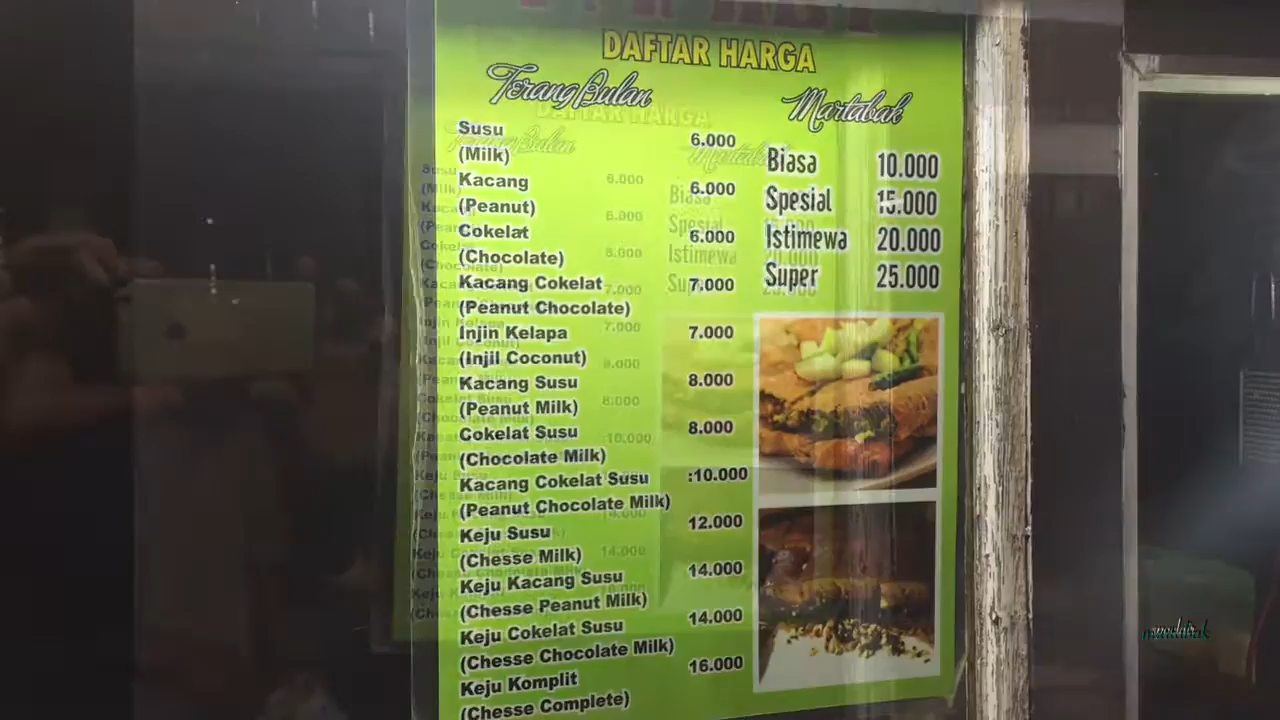 DAFTAR HARGA
Terang Bulan
Susu 6.000
(Milk)
Kacang 6.000
(Peanut)
Cokelat 6.000
(Chocolate)
Kacang Cokelat 7.000
(Peanut Chocolate)
Injin Kelapa 7.000
(Injil Coconut)
Kacang Susu 8.000
(Peanut Milk)
Cokelat Susu 8.000
(Chocolate Milk)
Kacang Cokelat Susu :10.000
(Peanut Chocolate Milk)
Keju Susu 12.000
(Chesse Milk)
Keju Kacang Susu 14.000
(Chesse Peanut Milk)
Keju Cokelat Susu 14.000
(Chesse Chocolate Milk)
Keju Komplit 16.000
(Chesse Complete)
Martabak
Biasa 10.000
Spesial 15.000
Istimewa 20.000
Super 25.000